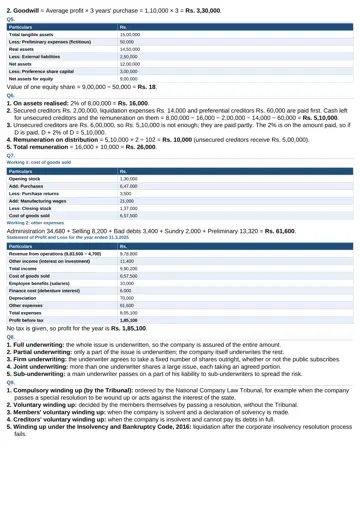 2. Goodwill = Average profit × 3 years' purchase = 1,10,000 × 3 = Rs. 3,30,000.
Q5.
Particulars Rs.
Total tangible assets 15,00,000
Less: Preliminary expenses (fictitious) 50,000
Real assets 14,50,000
Less: External liabilities 2,50,000
Net assets 12,00,000
Less: Preference share capital 3,00,000
Net assets for equity 9,00,000
Value of one equity share = 9,00,000 ÷ 50,000 = Rs. 18.
Q6.
1. On assets realised: 2% of 8,00,000 = Rs. 16,000.
2. Secured creditors Rs. 2,00,000, liquidation expenses Rs. 14,000 and preferential creditors Rs. 60,000 are paid first. Cash left
for unsecured creditors and the remuneration on them = 8,00,000 − 16,000 − 2,00,000 − 14,000 − 60,000 = Rs. 5,10,000.
3. Unsecured creditors are Rs. 6,00,000, so Rs. 5,10,000 is not enough; they are paid partly. The 2% is on the amount paid, so if
D is paid, D + 2% of D = 5,10,000.
4. Remuneration on distribution = 5,10,000 × 2 ÷ 102 = Rs. 10,000 (unsecured creditors receive Rs. 5,00,000).
5. Total remuneration = 16,000 + 10,000 = Rs. 26,000.
Q7.
Working 1: cost of goods sold
Particulars Rs.
Opening stock 1,30,000
Add: Purchases 6,47,000
Less: Purchase returns 3,500
Add: Manufacturing wages 21,000
Less: Closing stock 1,37,000
Cost of goods sold 6,57,500
Working 2: other expenses
Administration 34,680 + Selling 8,200 + Bad debts 3,400 + Sundry 2,000 + Preliminary 13,320 = Rs. 61,600.
Statement of Profit and Loss for the year ended 31.3.2025
Particulars Rs.
Revenue from operations (9,83,500 − 4,700) 9,78,800
Other income (interest on investment) 11,400
Total income 9,90,200
Cost of goods sold 6,57,500
Employee benefits (salaries) 10,000
Finance cost (debenture interest) 6,000
Depreciation 70,000
Other expenses 61,600
Total expenses 8,05,100
Profit before tax 1,85,100
No tax is given, so profit for the year is Rs. 1,85,100.
Q8.
1. Full underwriting: the whole issue is underwritten, so the company is assured of the entire amount.
2. Partial underwriting: only a part of the issue is underwritten; the company itself underwrites the rest.
3. Firm underwriting: the underwriter agrees to take a fixed number of shares outright, whether or not the public subscribes.
4. Joint underwriting: more than one underwriter shares a large issue, each taking an agreed portion.
5. Sub-underwriting: a main underwriter passes on a part of his liability to sub-underwriters to spread the risk.
Q9.
1. Compulsory winding up (by the Tribunal): ordered by the National Company Law Tribunal, for example when the company
passes a special resolution to be wound up or acts against the interest of the state.
2. Voluntary winding up: decided by the members themselves by passing a resolution, without the Tribunal.
3. Members' voluntary winding up: when the company is solvent and a declaration of solvency is made.
4. Creditors' voluntary winding up: when the company is insolvent and cannot pay its debts in full.
5. Winding up under the Insolvency and Bankruptcy Code, 2016: liquidation after the corporate insolvency resolution process
fails.